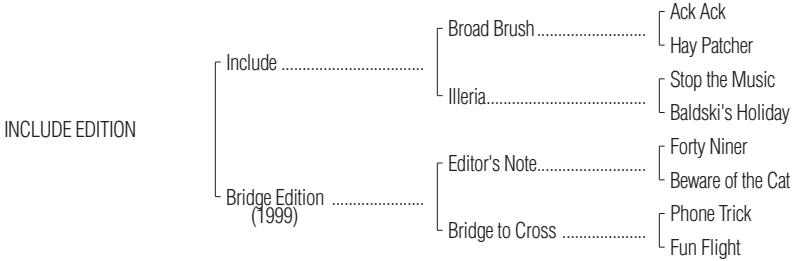 Ack Ack
Broad Brush ..........................
Hay Patcher
Include ..................................
Stop the Music
Illeria......................................
Baldski's Holiday
INCLUDE EDITION
Forty Niner
Editor's Note..........................
Beware of the Cat
Bridge Edition ......................
(1999)
Phone Trick
Bridge to Cross ....................
Fun Flight